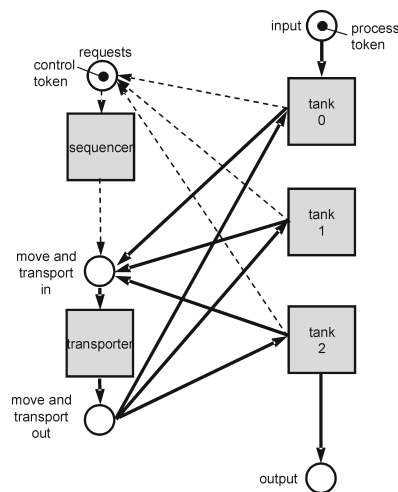 input
process
token
requests
control
token
tank
0
sequencer
tank
1
move and
transport
in
transporter
tank
2
move and
transport
out
output